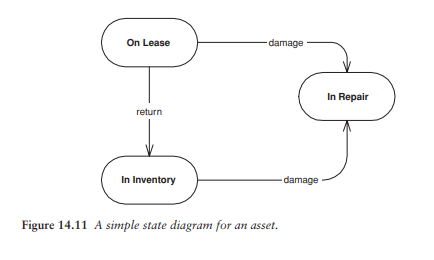 On Lease
damage
In Repair
return
In Inventory
damage
Figure 14.11 A simple state diagram for an asset.